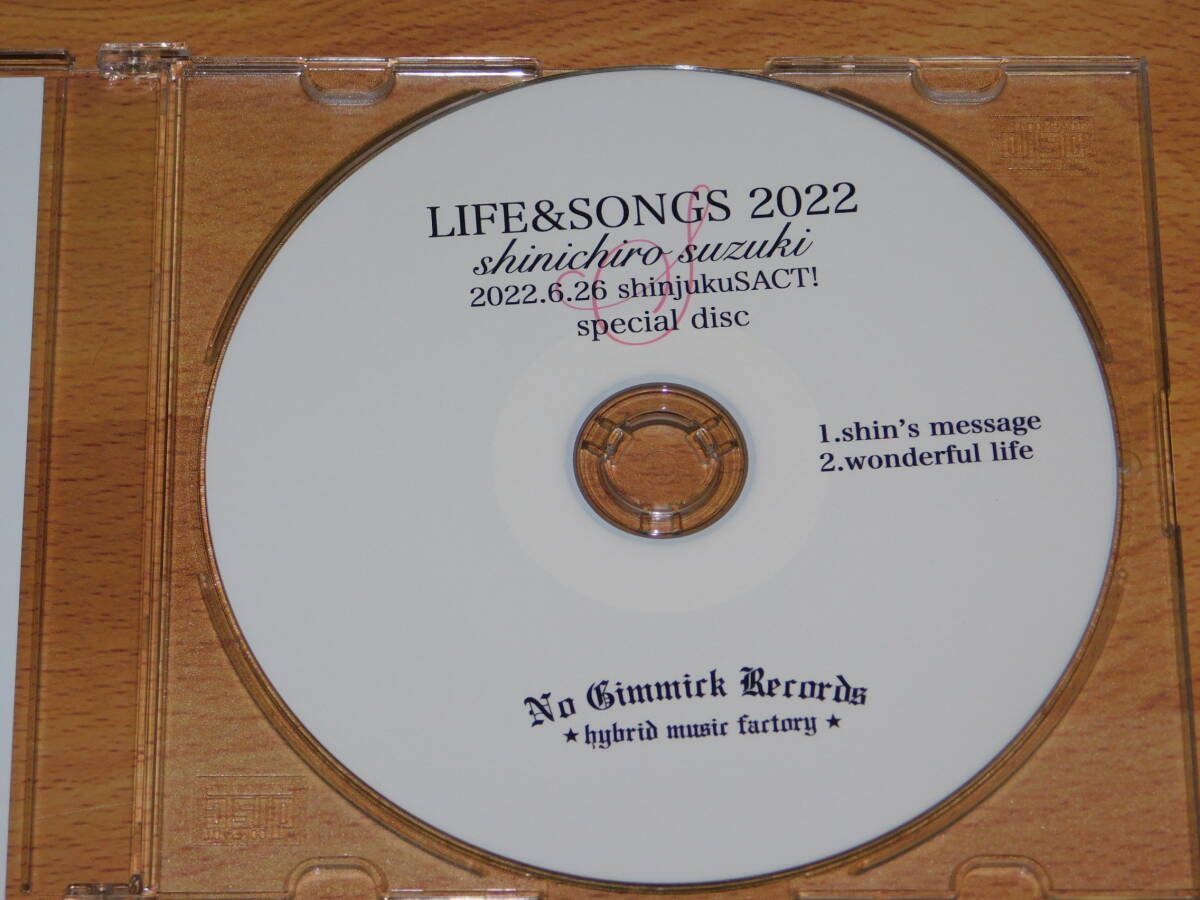 LIFE&SONGS 2022
shinichiro suzuki
S
2022.6.26 shinjukuSACT!
special disc
1.shin's message
2.wonderful life
No Gimmick Records
★hybrid music factory★